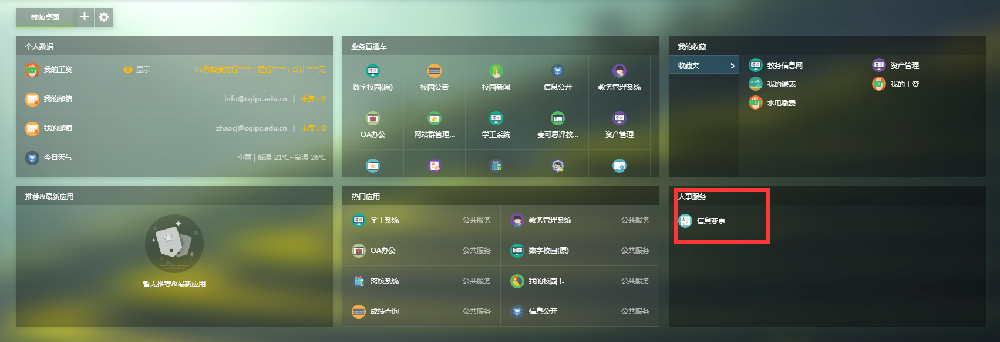 教师桌面
个人数据
我的工资 显示 05月实发交行****，建行****；合计****元
我的邮箱 info@cqipc.edu.cn | 未读：0
我的邮箱 zhaocj@cqipc.edu.cn | 未读：0
今日天气 小雨 | 低温 21℃~高温 26℃
业务直通车
数字校园(原) 校园公告 校园新闻 信息公开 教务管理系统
OA办公 网站群管理... 学工系统 麦可思评教... 资产管理
我的收藏
收藏夹 5
教务信息网 资产管理
我的课表 我的工资
水电缴费
推荐&最新应用
暂无推荐&最新应用
热门应用
学工系统 公共服务 教务管理系统 公共服务
OA办公 公共服务 数字校园(原) 公共服务
离校系统 公共服务 我的校园卡 公共服务
成绩查询 公共服务 信息公开 公共服务
人事服务
信息变更